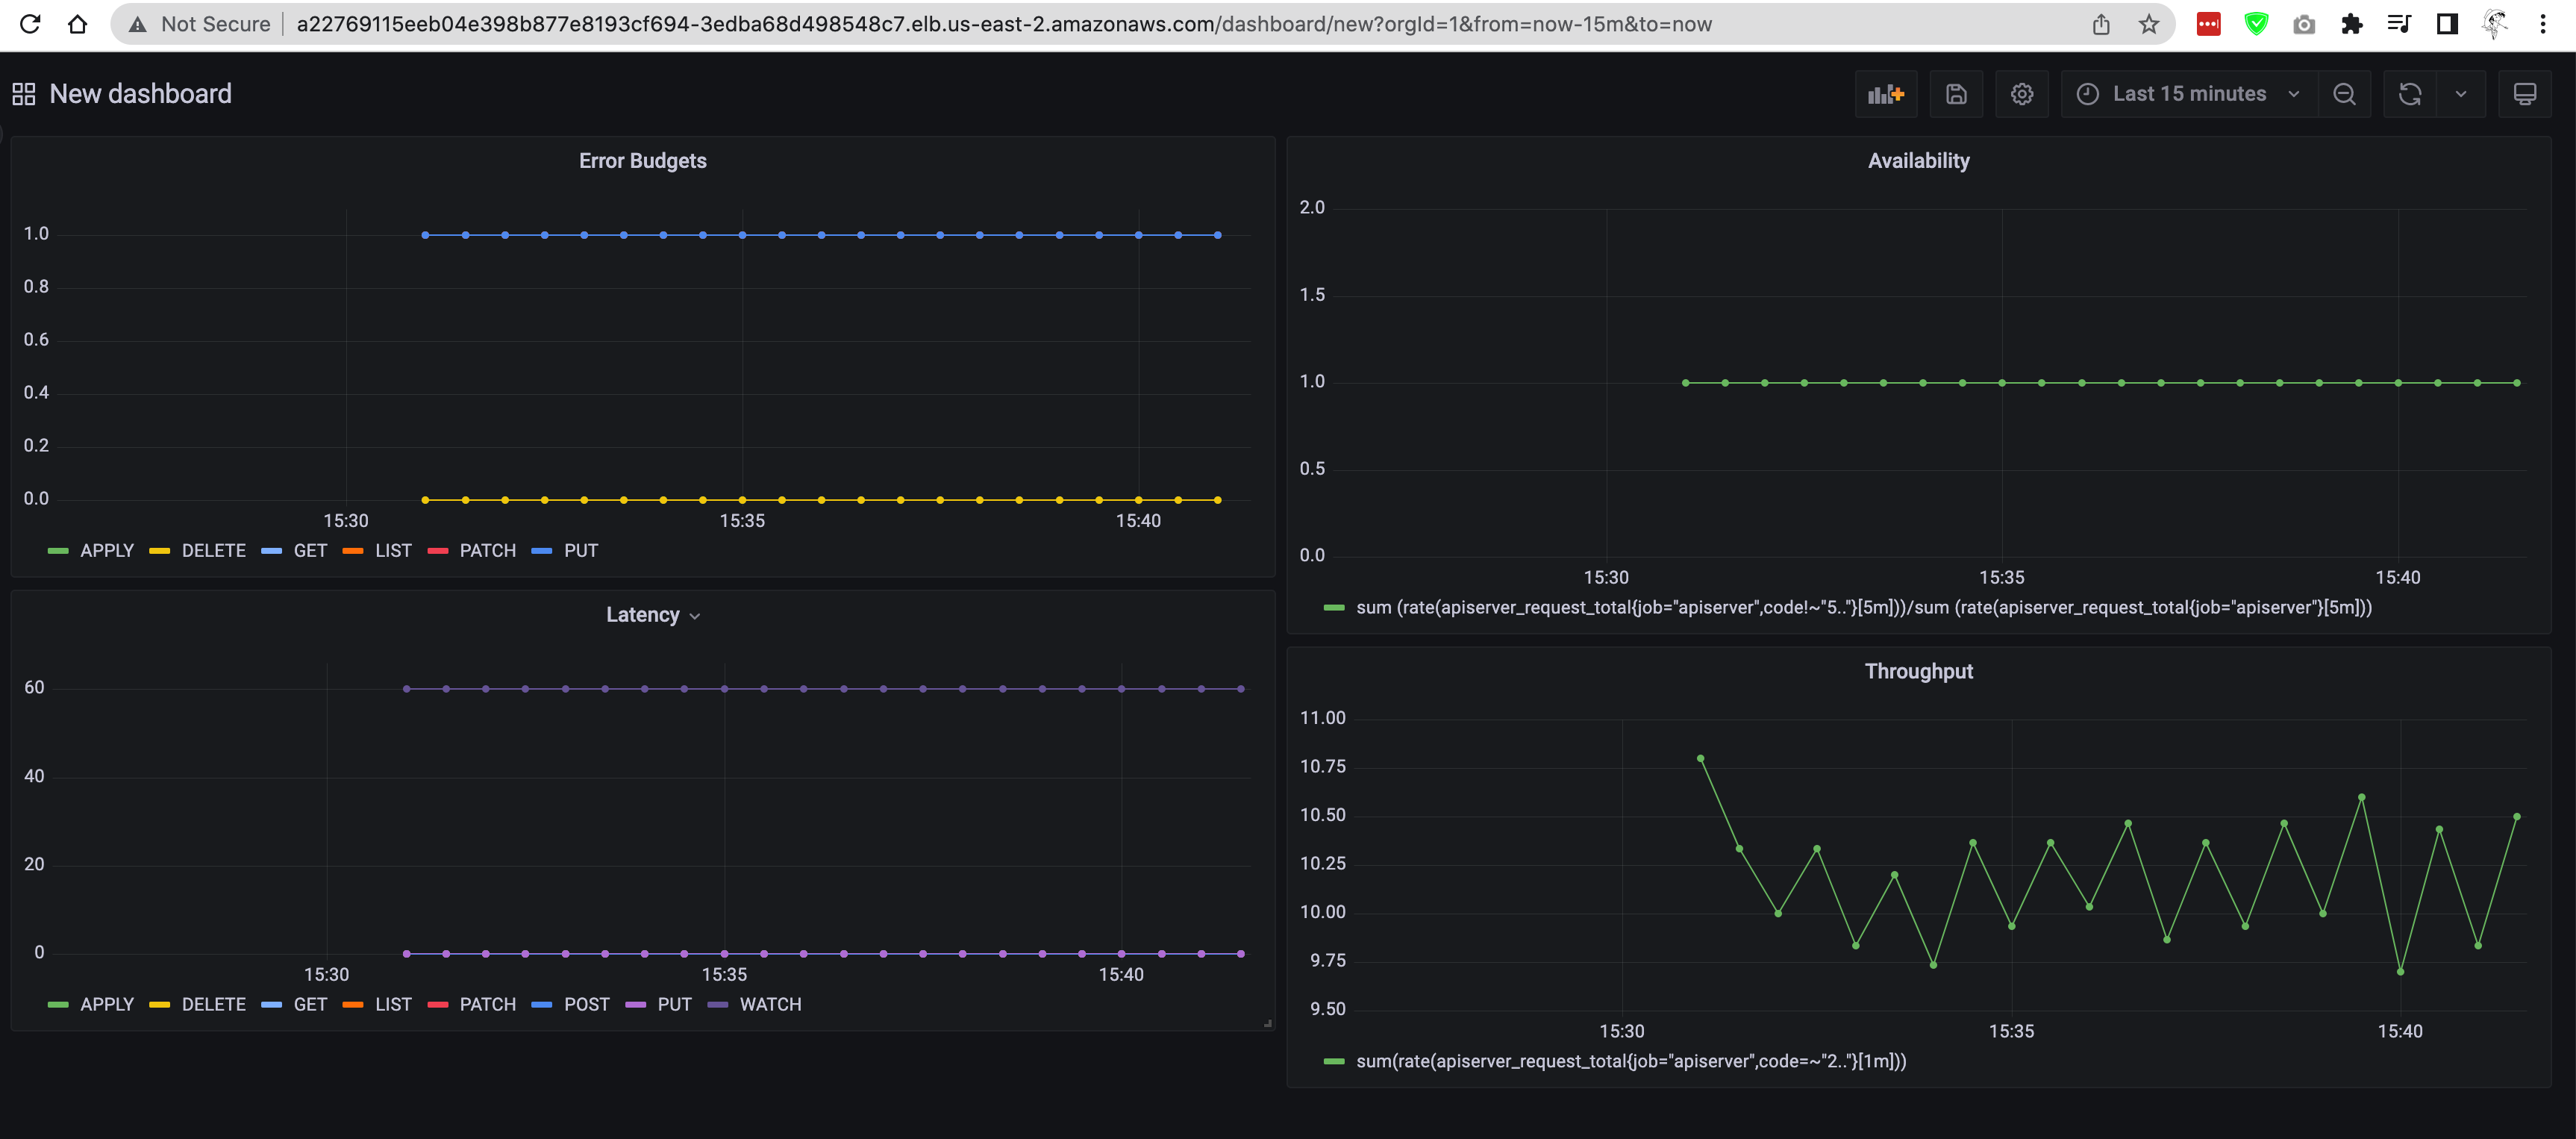 Not Secure a22769115eeb04e398b877e8193cf694-3edba68d498548c7.elb.us-east-2.amazonaws.com/dashboard/new?orgId=1&from=now-15m&to=now
New dashboard
Last 15 minutes
Error Budgets
1.0
0.8
0.6
0.4
0.2
0.0
15:30 15:35 15:40
APPLY DELETE GET LIST PATCH PUT
Availability
2.0
1.5
1.0
0.5
0.0
15:30 15:35 15:40
sum (rate(apiserver_request_total{job="apiserver",code!~"5.."}[5m]))/sum (rate(apiserver_request_total{job="apiserver"}[5m]))
Latency
60
40
20
0
15:30 15:35 15:40
APPLY DELETE GET LIST PATCH POST PUT WATCH
Throughput
11.00
10.75
10.50
10.25
10.00
9.75
9.50
15:30 15:35 15:40
sum(rate(apiserver_request_total{job="apiserver",code=~"2.."}[1m]))